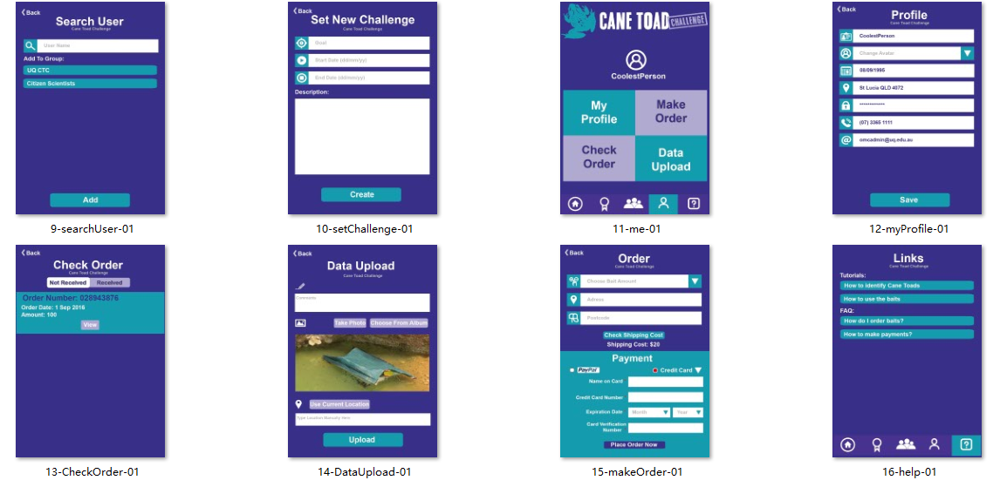 Back
Search User
Cane Toad Challenge
User Name
Add To Group:
UQ CTC
Citizen Scientists
Add
9-searchUser-01
Back
Set New Challenge
Cane Toad Challenge
Goal
Start Date (ddmm/yy)
End Date (ddmm/yy)
Description:
Create
10-setChallenge-01
CANE TOAD CHALLENGE
CoolestPerson
My Profile
Make Order
Check Order
Data Upload
11-me-01
Back
Profile
Cane Toad Challenge
CoolestPerson
Change Avatar
08/09/1995
St Lucie QLD 4072
*************
(07) 3365 1111
omcadmin@uq.edu.au
Save
12-myProfile-01
Back
Check Order
Cane Toad Challenge
Not Received
Received
Order Number: 028943876
Order Date: 1 Sep 2016
Amount: 100
View
13-CheckOrder-01
Back
Data Upload
Cane Toad Challenge
Comments
Take Photo
Choose From Album
Use Current Location
Type Location Manually Here
Upload
14-DataUpload-01
Back
Order
Cane Toad Challenge
Choose Bait Amount
Adress
Postcode
Check Shipping Cost
Shipping Cost: $20
Payment
PayPal
Credit Card
Name on Card
Credit Card Number
Expiration Date
Month
Year
Card Verification
Number
Place Order Now
15-makeOrder-01
Links
Cane Toad Challenge
Tutorials:
How to identify Cane Toads
How to use the baits
FAQ:
How do I order baits?
How to make payments?
16-help-01